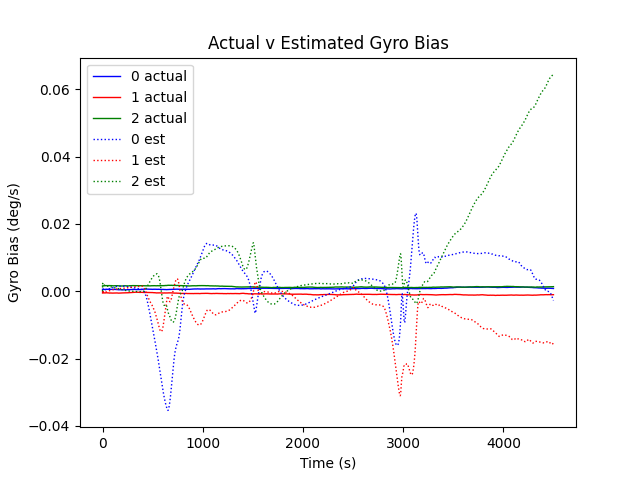 Actual v Estimated Gyro Bias
0 actual
1 actual
2 actual
0 est
1 est
2 est
0.06
0.04
0.02
0.00
−0.02
−0.04
Gyro Bias (deg/s)
0 1000 2000 3000 4000
Time (s)